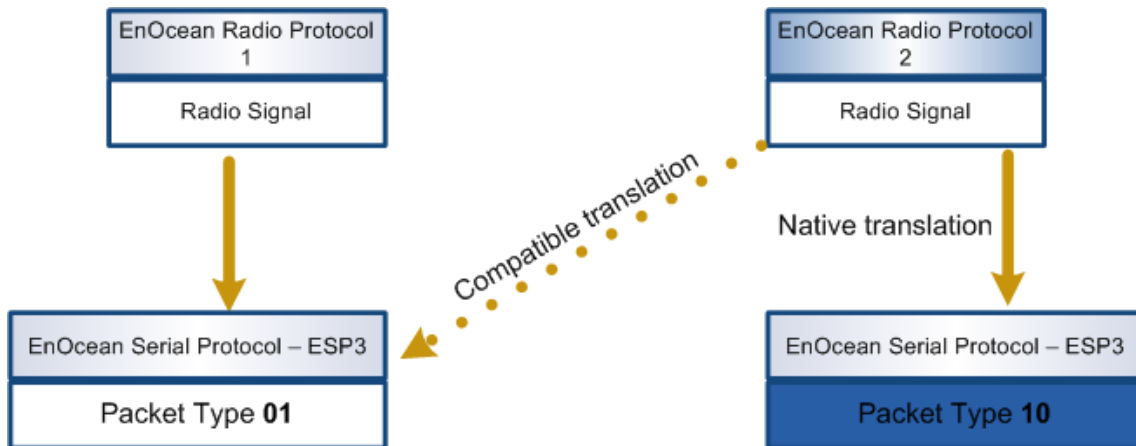 EnOcean Radio Protocol
1
Radio Signal
EnOcean Radio Protocol
2
Radio Signal
Compatible translation
Native translation
EnOcean Serial Protocol – ESP3
Packet Type 01
EnOcean Serial Protocol – ESP3
Packet Type 10